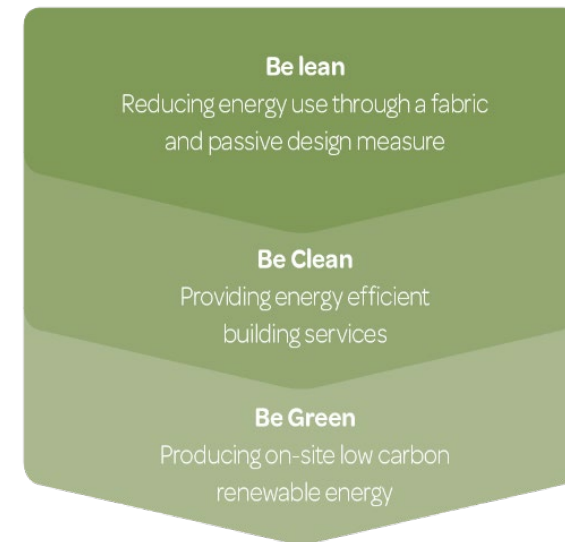 Be lean
Reducing energy use through a fabric
and passive design measure
Be Clean
Providing energy efficient
building services
Be Green
Producing on-site low carbon
renewable energy